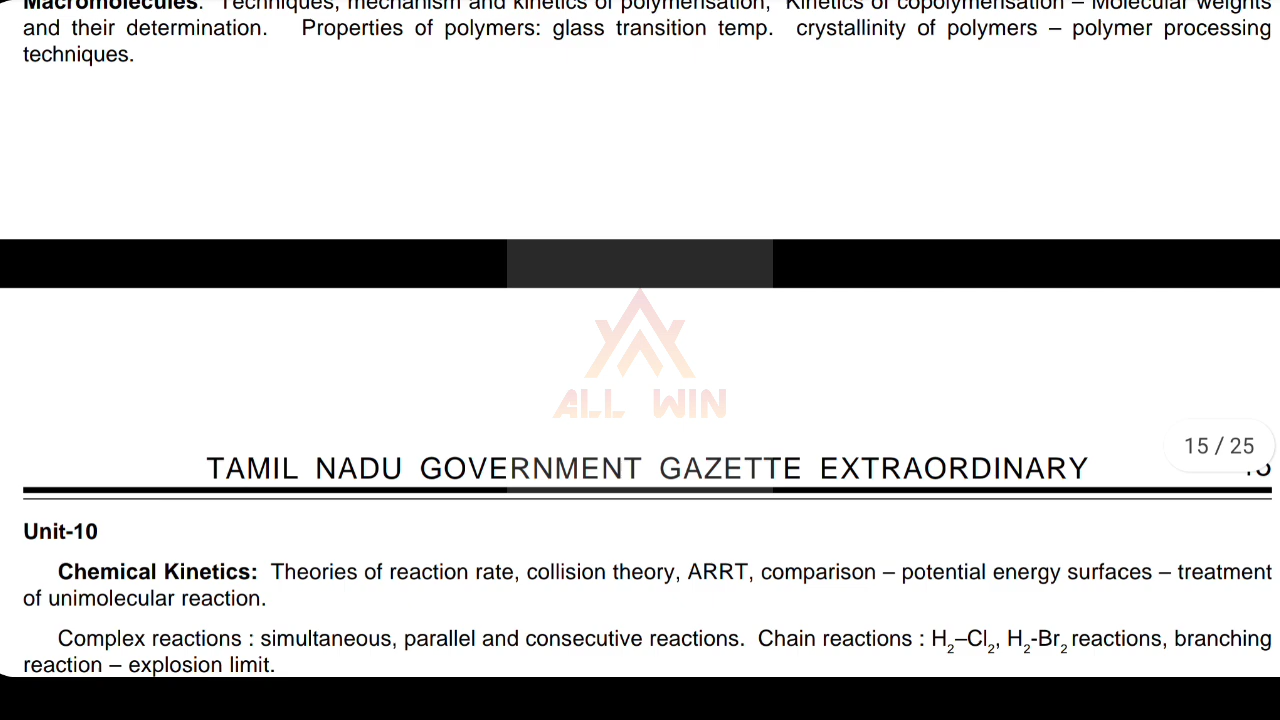 Macromolecules: Techniques, mechanism and kinetics of polymerisation, Kinetics of copolymerisation – Molecular weights
and their determination. Properties of polymers: glass transition temp. crystallinity of polymers – polymer processing
techniques.
ALL WIN
15 / 25
TAMIL NADU GOVERNMENT GAZETTE EXTRAORDINARY
Unit-10
Chemical Kinetics: Theories of reaction rate, collision theory, ARRT, comparison – potential energy surfaces – treatment
of unimolecular reaction.
Complex reactions : simultaneous, parallel and consecutive reactions. Chain reactions : H₂–Cl₂, H₂-Br₂ reactions, branching
reaction – explosion limit.